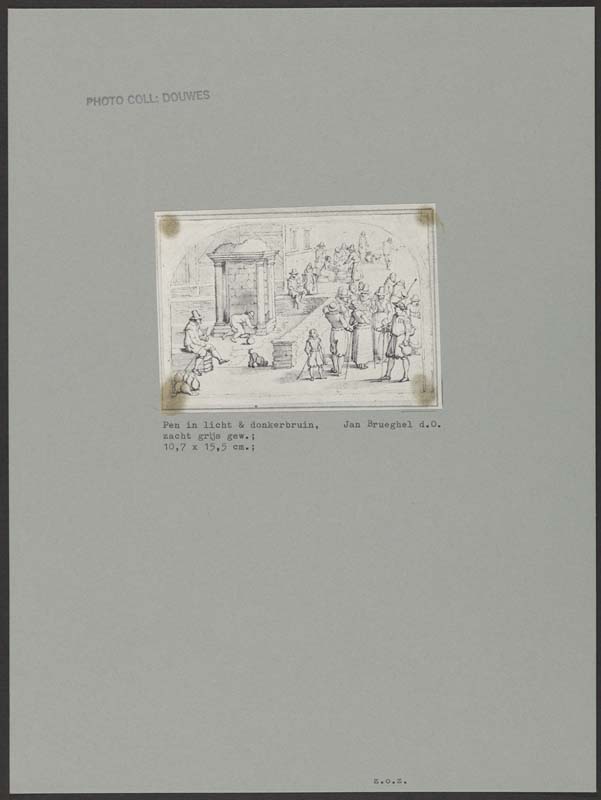 PHOTO COLL: DOUWES
Pen in licht & donkerbruin, Jan Brueghel d.O.
zacht grijs gew.;
10,7 x 15,5 cm.;
z.o.z.